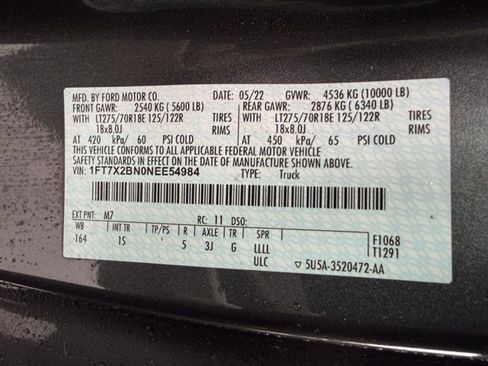 MFD. BY FORD MOTOR CO. 05/22 GVWR: 4536 KG (10000 LB)
FRONT GAWR: 2540 KG (5600 LB) REAR GAWR: 2876 KG (6340 LB)
WITH LT275/70R18E 125/122R TIRES WITH LT275/70R18E 125/122R TIRES
18x8.0J RIMS 18x8.0J RIMS
AT 420 kPa/ 60 PSI COLD AT 450 kPa/ 65 PSI COLD
THIS VEHICLE CONFORMS TO ALL APPLICABLE FEDERAL MOTOR VEHICLE
SAFETY STANDARDS IN EFFECT ON THE DATE OF MANUFACTURE SHOWN ABOVE.
VIN: 1FT7X2BN0NEE54984 TYPE: Truck
EXT PNT: M7 RC: 11 DSO:
WB INT TR TP/PS R AXLE TR SPR F1068
164 1S 5 3J G LLLL T1291
ULC 5U5A-3520472-AA